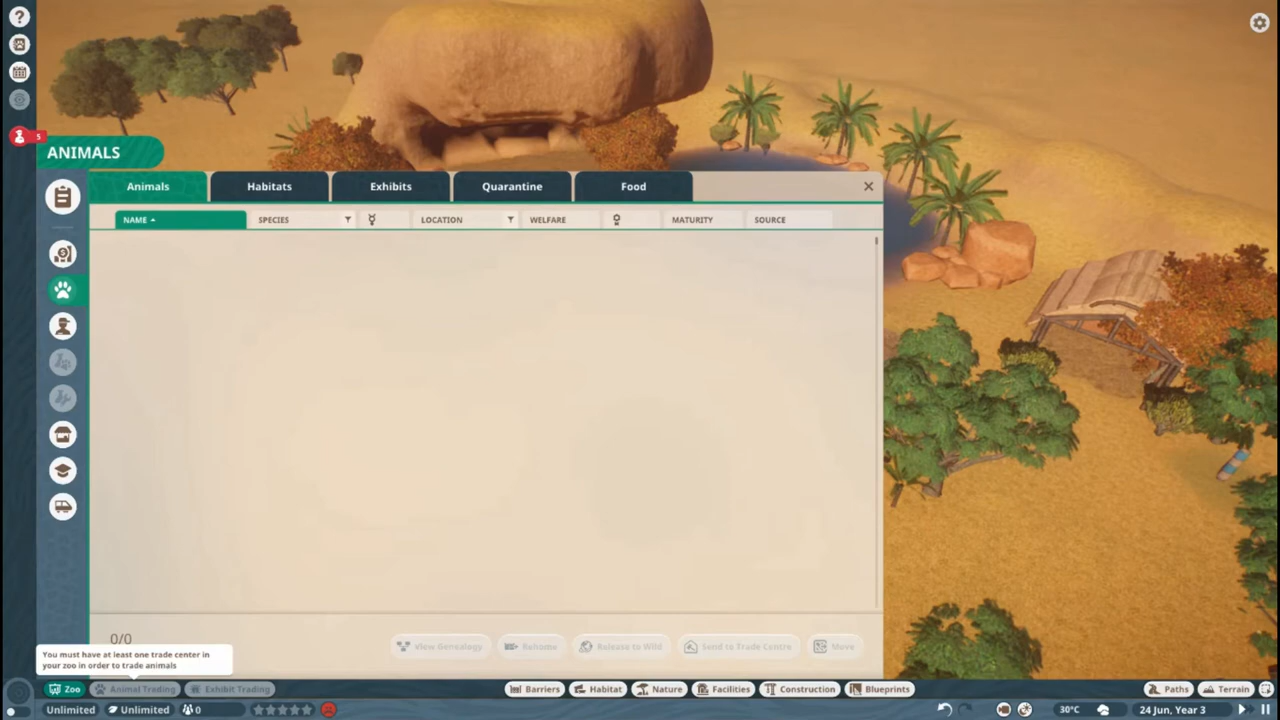 ?
5
ANIMALS
Animals
Habitats
Exhibits
Quarantine
Food
NAME
SPECIES
LOCATION
WELFARE
MATURITY
SOURCE
0/0
View Genealogy
Rehome
Release to Wild
Send to Trade Centre
Move
You must have at least one trade center in
your zoo in order to trade animals
Zoo
Animal Trading
Exhibit Trading
Barriers
Habitat
Nature
Facilities
Construction
Blueprints
Paths
Terrain
Unlimited
Unlimited
0
30°C
24 Jun, Year 3